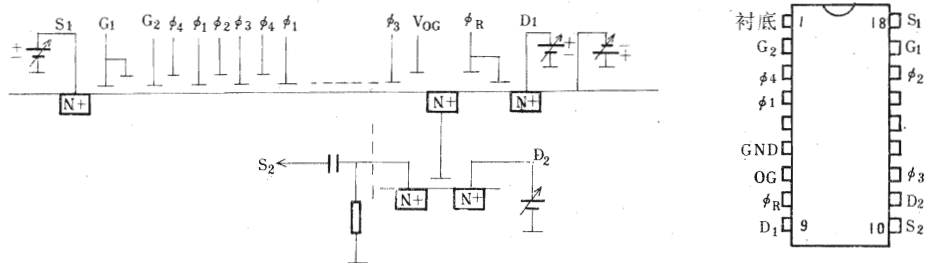 S1 G1 G2 ϕ4 ϕ1 ϕ2 ϕ3 ϕ4 ϕ1 ϕ3 VOG ϕR D1
+ − + − − +
N+ N+ N+
S2 D2
N+ N+
衬底 1 18 S1
G2 G1
ϕ4 ϕ2
ϕ1
GND
OG ϕ3
ϕR D2
D1 9 10 S2